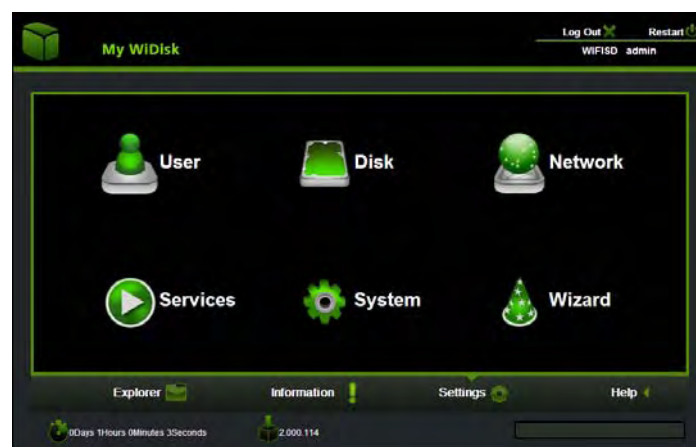 Log Out Restart
My WiDisk
WIFISD admin
User Disk Network
Services System Wizard
Explorer Information Settings Help
0Days 1Hours 0Minutes 3Seconds 2.000.114